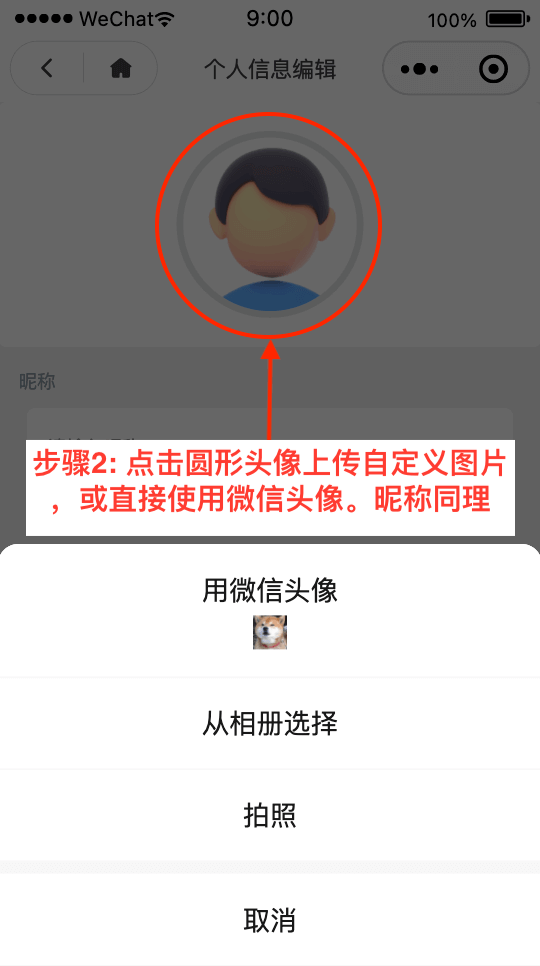 WeChat 9:00 100%
个人信息编辑
昵称
步骤2: 点击圆形头像上传自定义图片
，或直接使用微信头像。昵称同理
用微信头像
从相册选择
拍照
取消